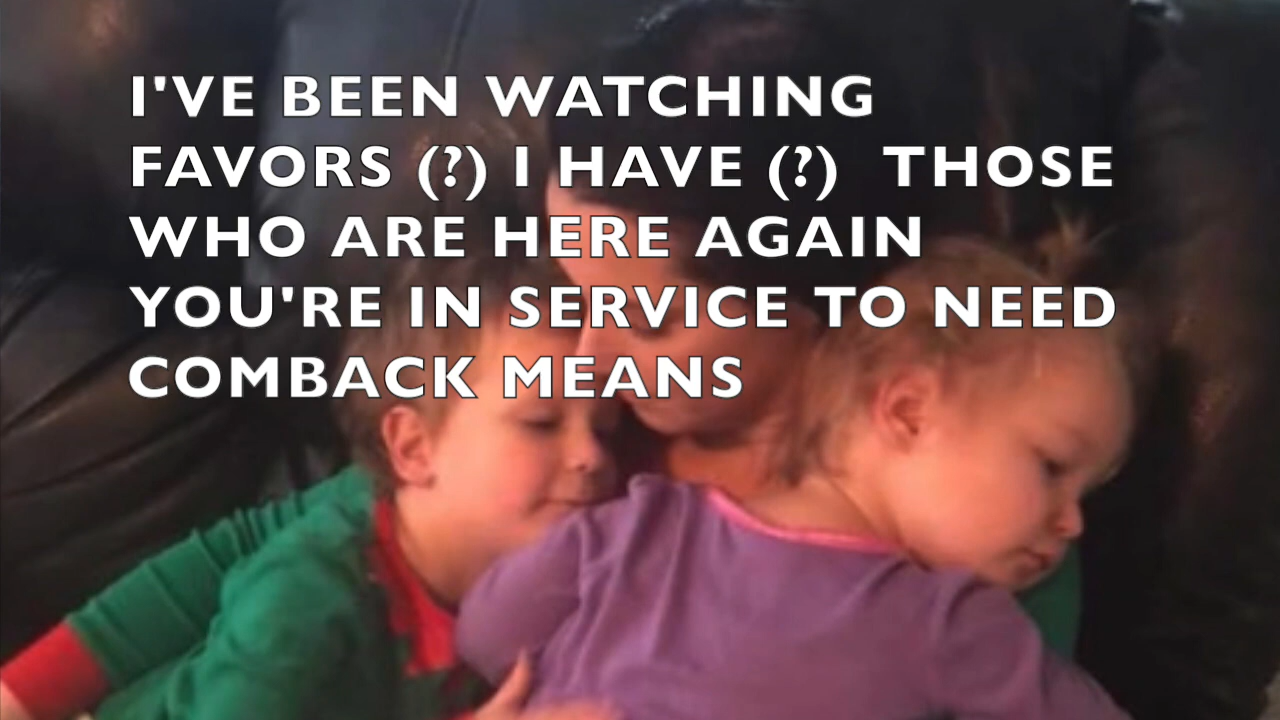 I'VE BEEN WATCHING
FAVORS (?) I HAVE (?)  THOSE
WHO ARE HERE AGAIN
YOU'RE IN SERVICE TO NEED
COMBACK MEANS